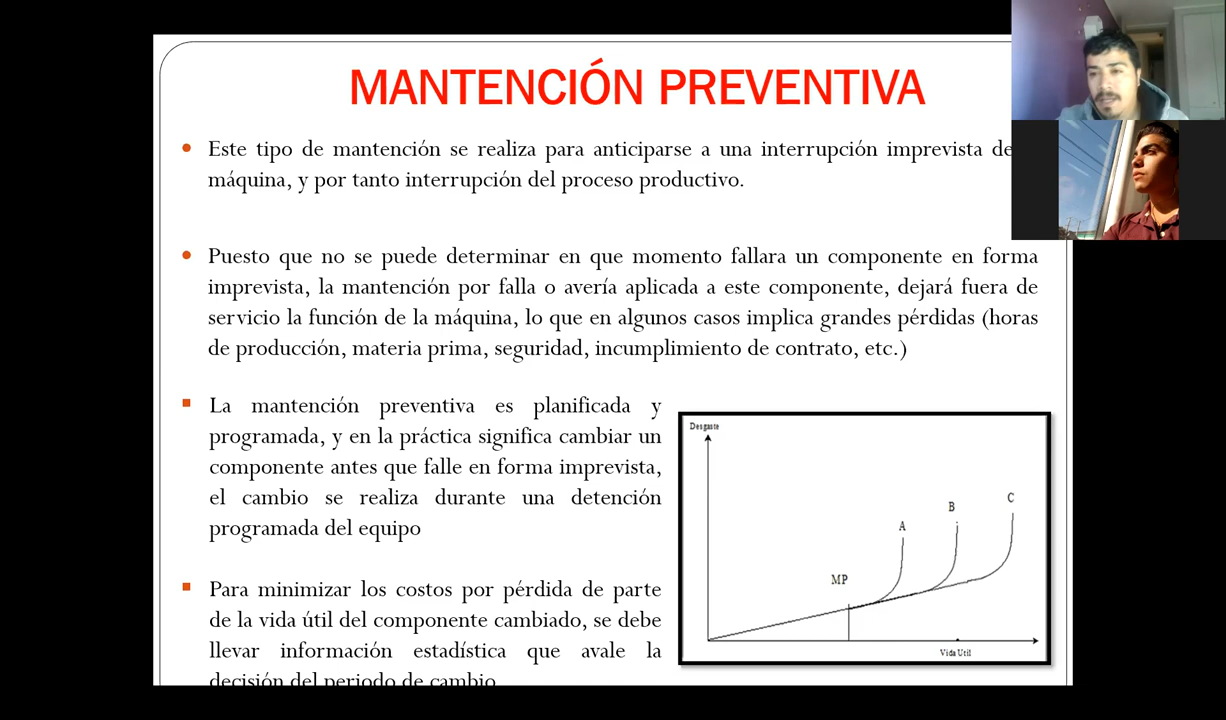 MANTENCIÓN PREVENTIVA
Este tipo de mantención se realiza para anticiparse a una interrupción imprevista de
máquina, y por tanto interrupción del proceso productivo.
Puesto que no se puede determinar en que momento fallara un componente en forma
imprevista, la mantención por falla o avería aplicada a este componente, dejará fuera de
servicio la función de la máquina, lo que en algunos casos implica grandes pérdidas (horas
de producción, materia prima, seguridad, incumplimiento de contrato, etc.)
La mantención preventiva es planificada y
programada, y en la práctica significa cambiar un
componente antes que falle en forma imprevista,
el cambio se realiza durante una detención
programada del equipo
Para minimizar los costos por pérdida de parte
de la vida útil del componente cambiado, se debe
llevar información estadística que avale la
decisión del periodo de cambio
Desgaste
C
B
A
MP
Vida Util